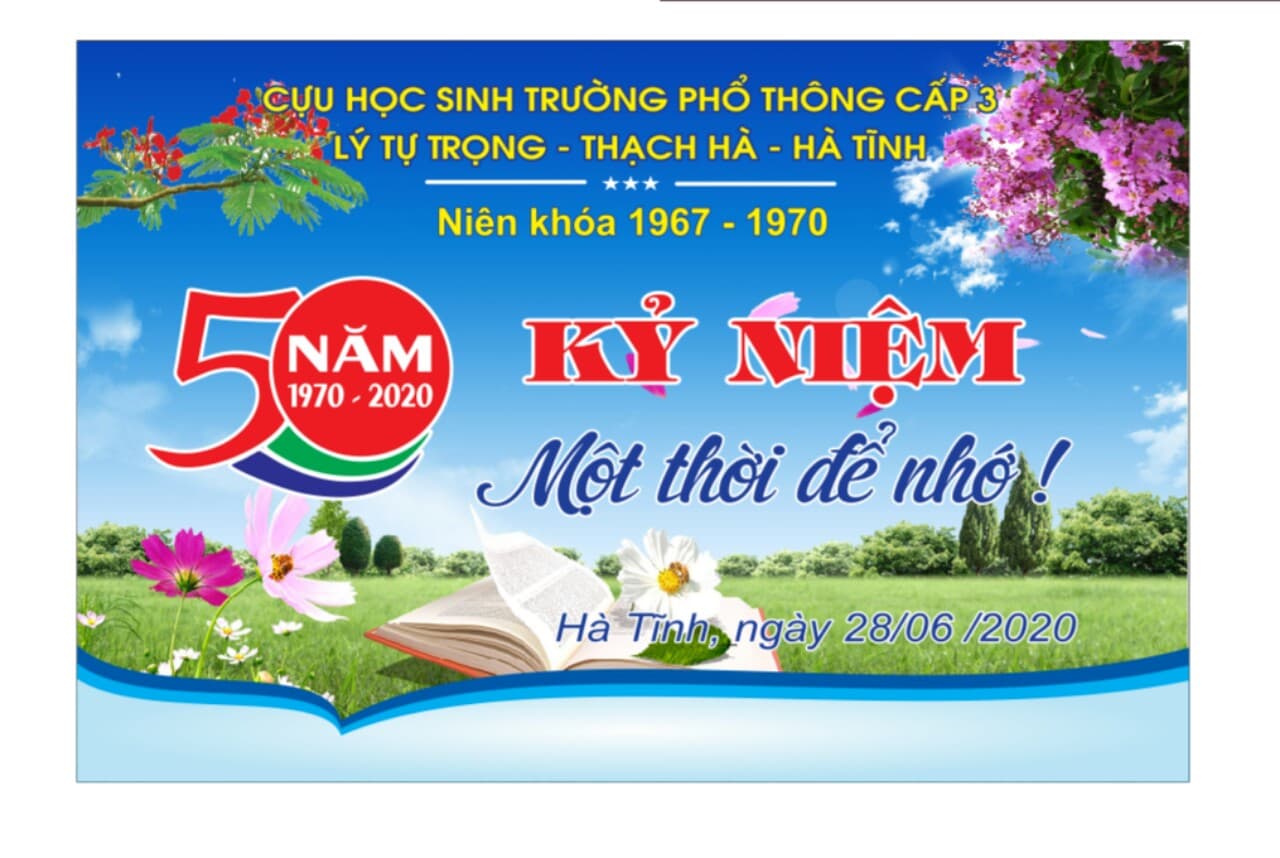 CỰU HỌC SINH TRƯỜNG PHỔ THÔNG CẤP 3
LÝ TỰ TRỌNG - THẠCH HÀ - HÀ TĨNH
Niên khóa 1967 - 1970
50 NĂM
1970 - 2020
KỶ NIỆM
Một thời để nhớ !
Hà Tĩnh, ngày 28/06 /2020